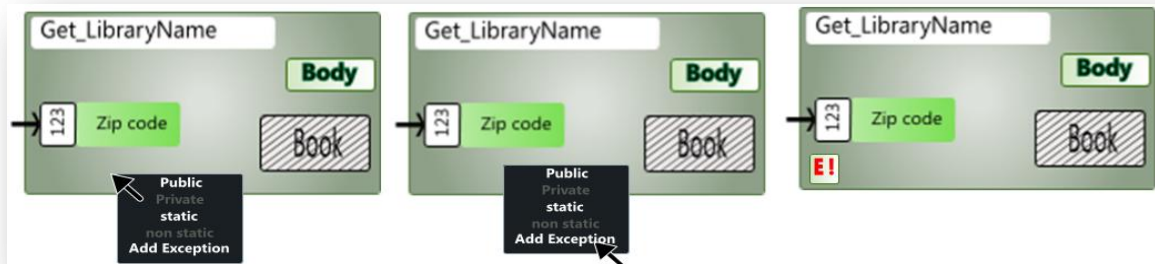 Get_LibraryName
Body
123
Zip code
Book
Public
Private
static
non static
Add Exception
Get_LibraryName
Body
123
Zip code
Book
Public
Private
static
non static
Add Exception
Get_LibraryName
Body
123
Zip code
Book
E!